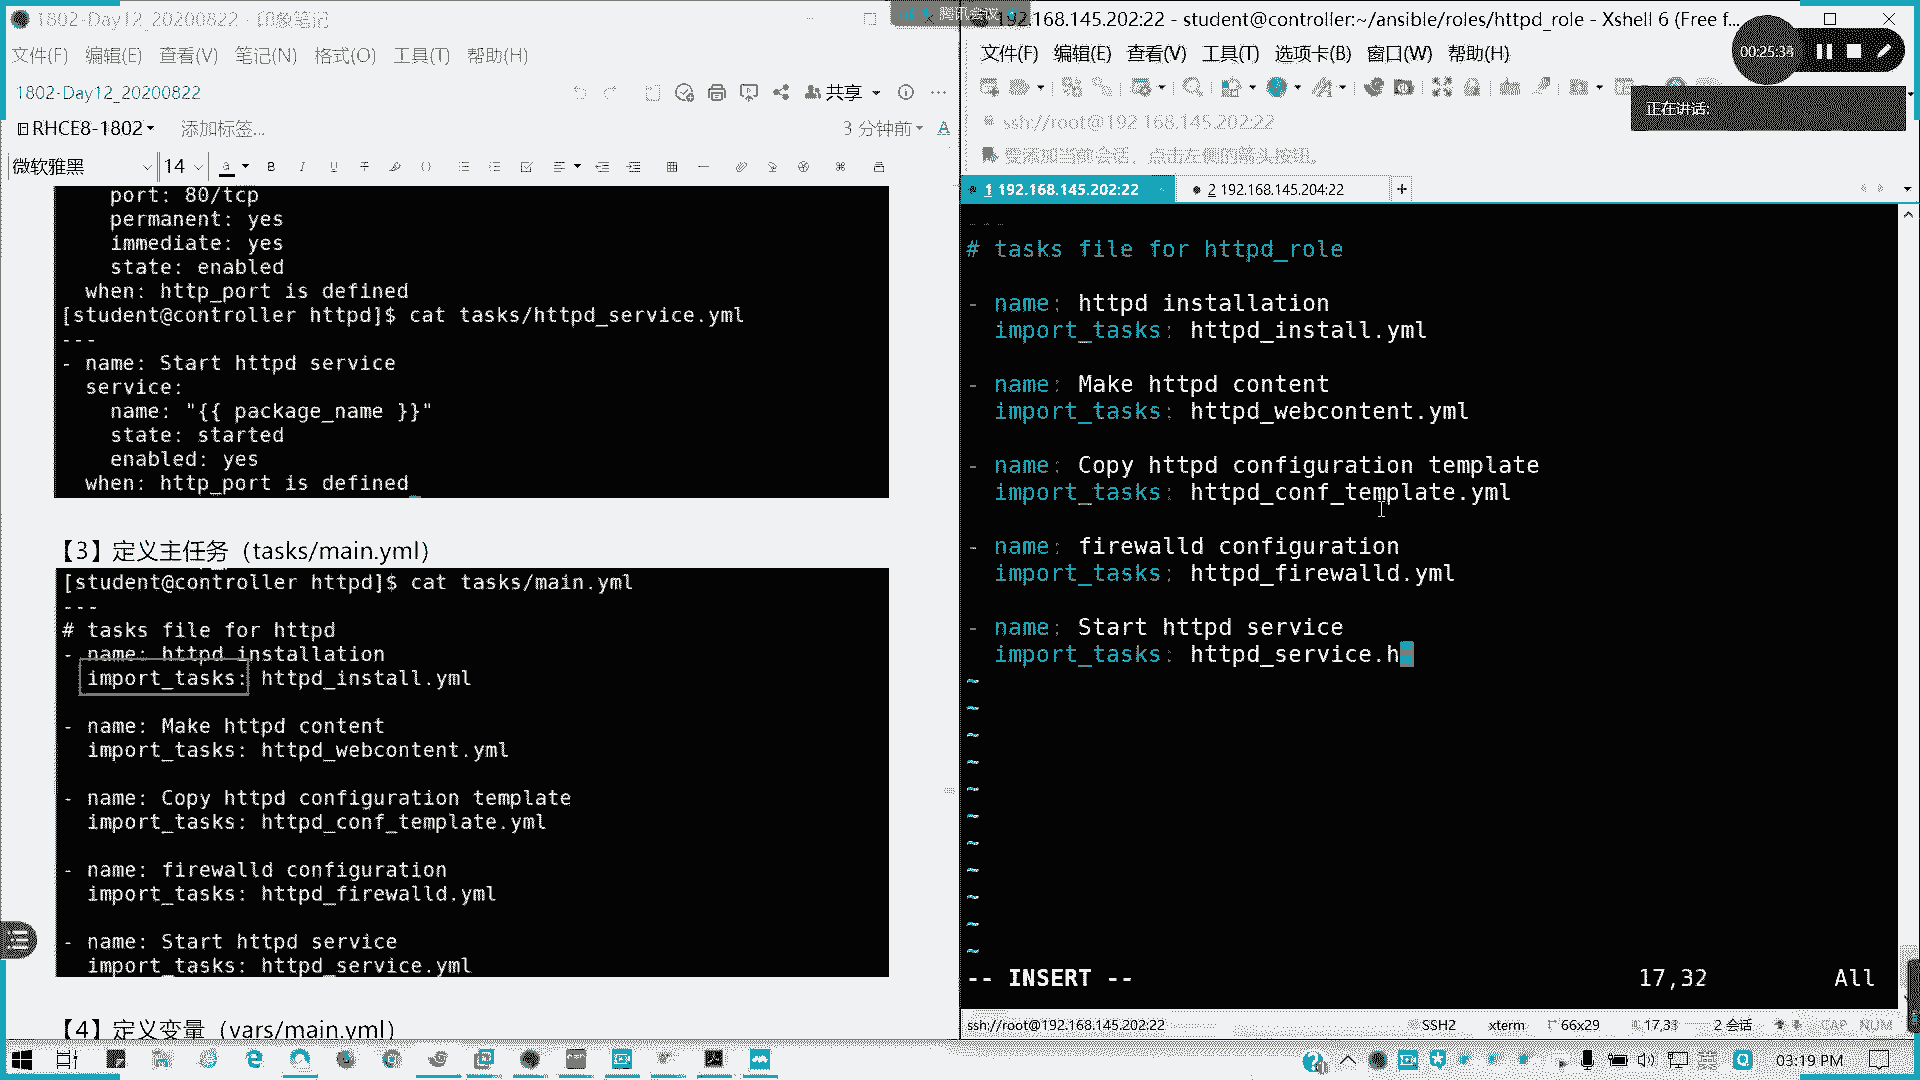 1802-Day12_20200822 - 印象笔记
文件(F) 编辑(E) 查看(V) 笔记(N) 格式(O) 工具(T) 帮助(H)
1802-Day12_20200822
共享
RHCE8-1802 添加标签...
3 分钟前
微软雅黑 14
port: 80/tcp
permanent: yes
immediate: yes
state: enabled
when: http_port is defined
[student@controller httpd]$ cat tasks/httpd_service.yml
---
- name: Start httpd service
service:
name: "{{ package_name }}"
state: started
enabled: yes
when: http_port is defined
【3】定义主任务（tasks/main.yml）
[student@controller httpd]$ cat tasks/main.yml
---
# tasks file for httpd
- name: httpd installation
import_tasks: httpd_install.yml
- name: Make httpd content
import_tasks: httpd_webcontent.yml
- name: Copy httpd configuration template
import_tasks: httpd_conf_template.yml
- name: firewalld configuration
import_tasks: httpd_firewalld.yml
- name: Start httpd service
import_tasks: httpd_service.yml
【4】定义变量（vars/main.yml）
腾讯会议
192.168.145.202:22 - student@controller:~/ansible/roles/httpd_role - Xshell 6 (Free f...
文件(F) 编辑(E) 查看(V) 工具(T) 选项卡(B) 窗口(W) 帮助(H)
00:25:33
正在讲话:
ssh://root@192.168.145.202:22
要添加当前会话，点击左侧的箭头按钮。
1 192.168.145.202:22
2 192.168.145.204:22
---
# tasks file for httpd_role
- name: httpd installation
import_tasks: httpd_install.yml
- name: Make httpd content
import_tasks: httpd_webcontent.yml
- name: Copy httpd configuration template
import_tasks: httpd_conf_template.yml
- name: firewalld configuration
import_tasks: httpd_firewalld.yml
- name: Start httpd service
import_tasks: httpd_service.h
-- INSERT -- 17,32 All
ssh://root@192.168.145.202:22 SSH2 xterm 66x29 17,33 2 会话 CAP NUM
英 03:19 PM